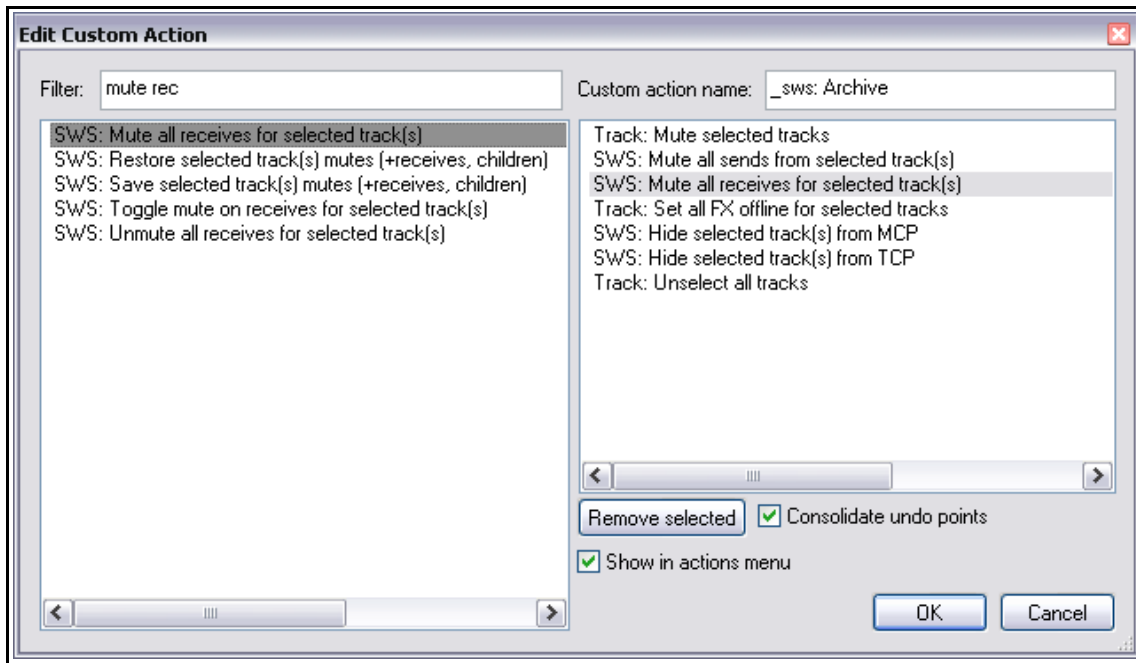 Edit Custom Action
Filter: mute rec
Custom action name: _sws: Archive
SWS: Mute all receives for selected track(s)
SWS: Restore selected track(s) mutes (+receives, children)
SWS: Save selected track(s) mutes (+receives, children)
SWS: Toggle mute on receives for selected track(s)
SWS: Unmute all receives for selected track(s)
Track: Mute selected tracks
SWS: Mute all sends from selected track(s)
SWS: Mute all receives for selected track(s)
Track: Set all FX offline for selected tracks
SWS: Hide selected track(s) from MCP
SWS: Hide selected track(s) from TCP
Track: Unselect all tracks
Remove selected
Consolidate undo points
Show in actions menu
OK
Cancel